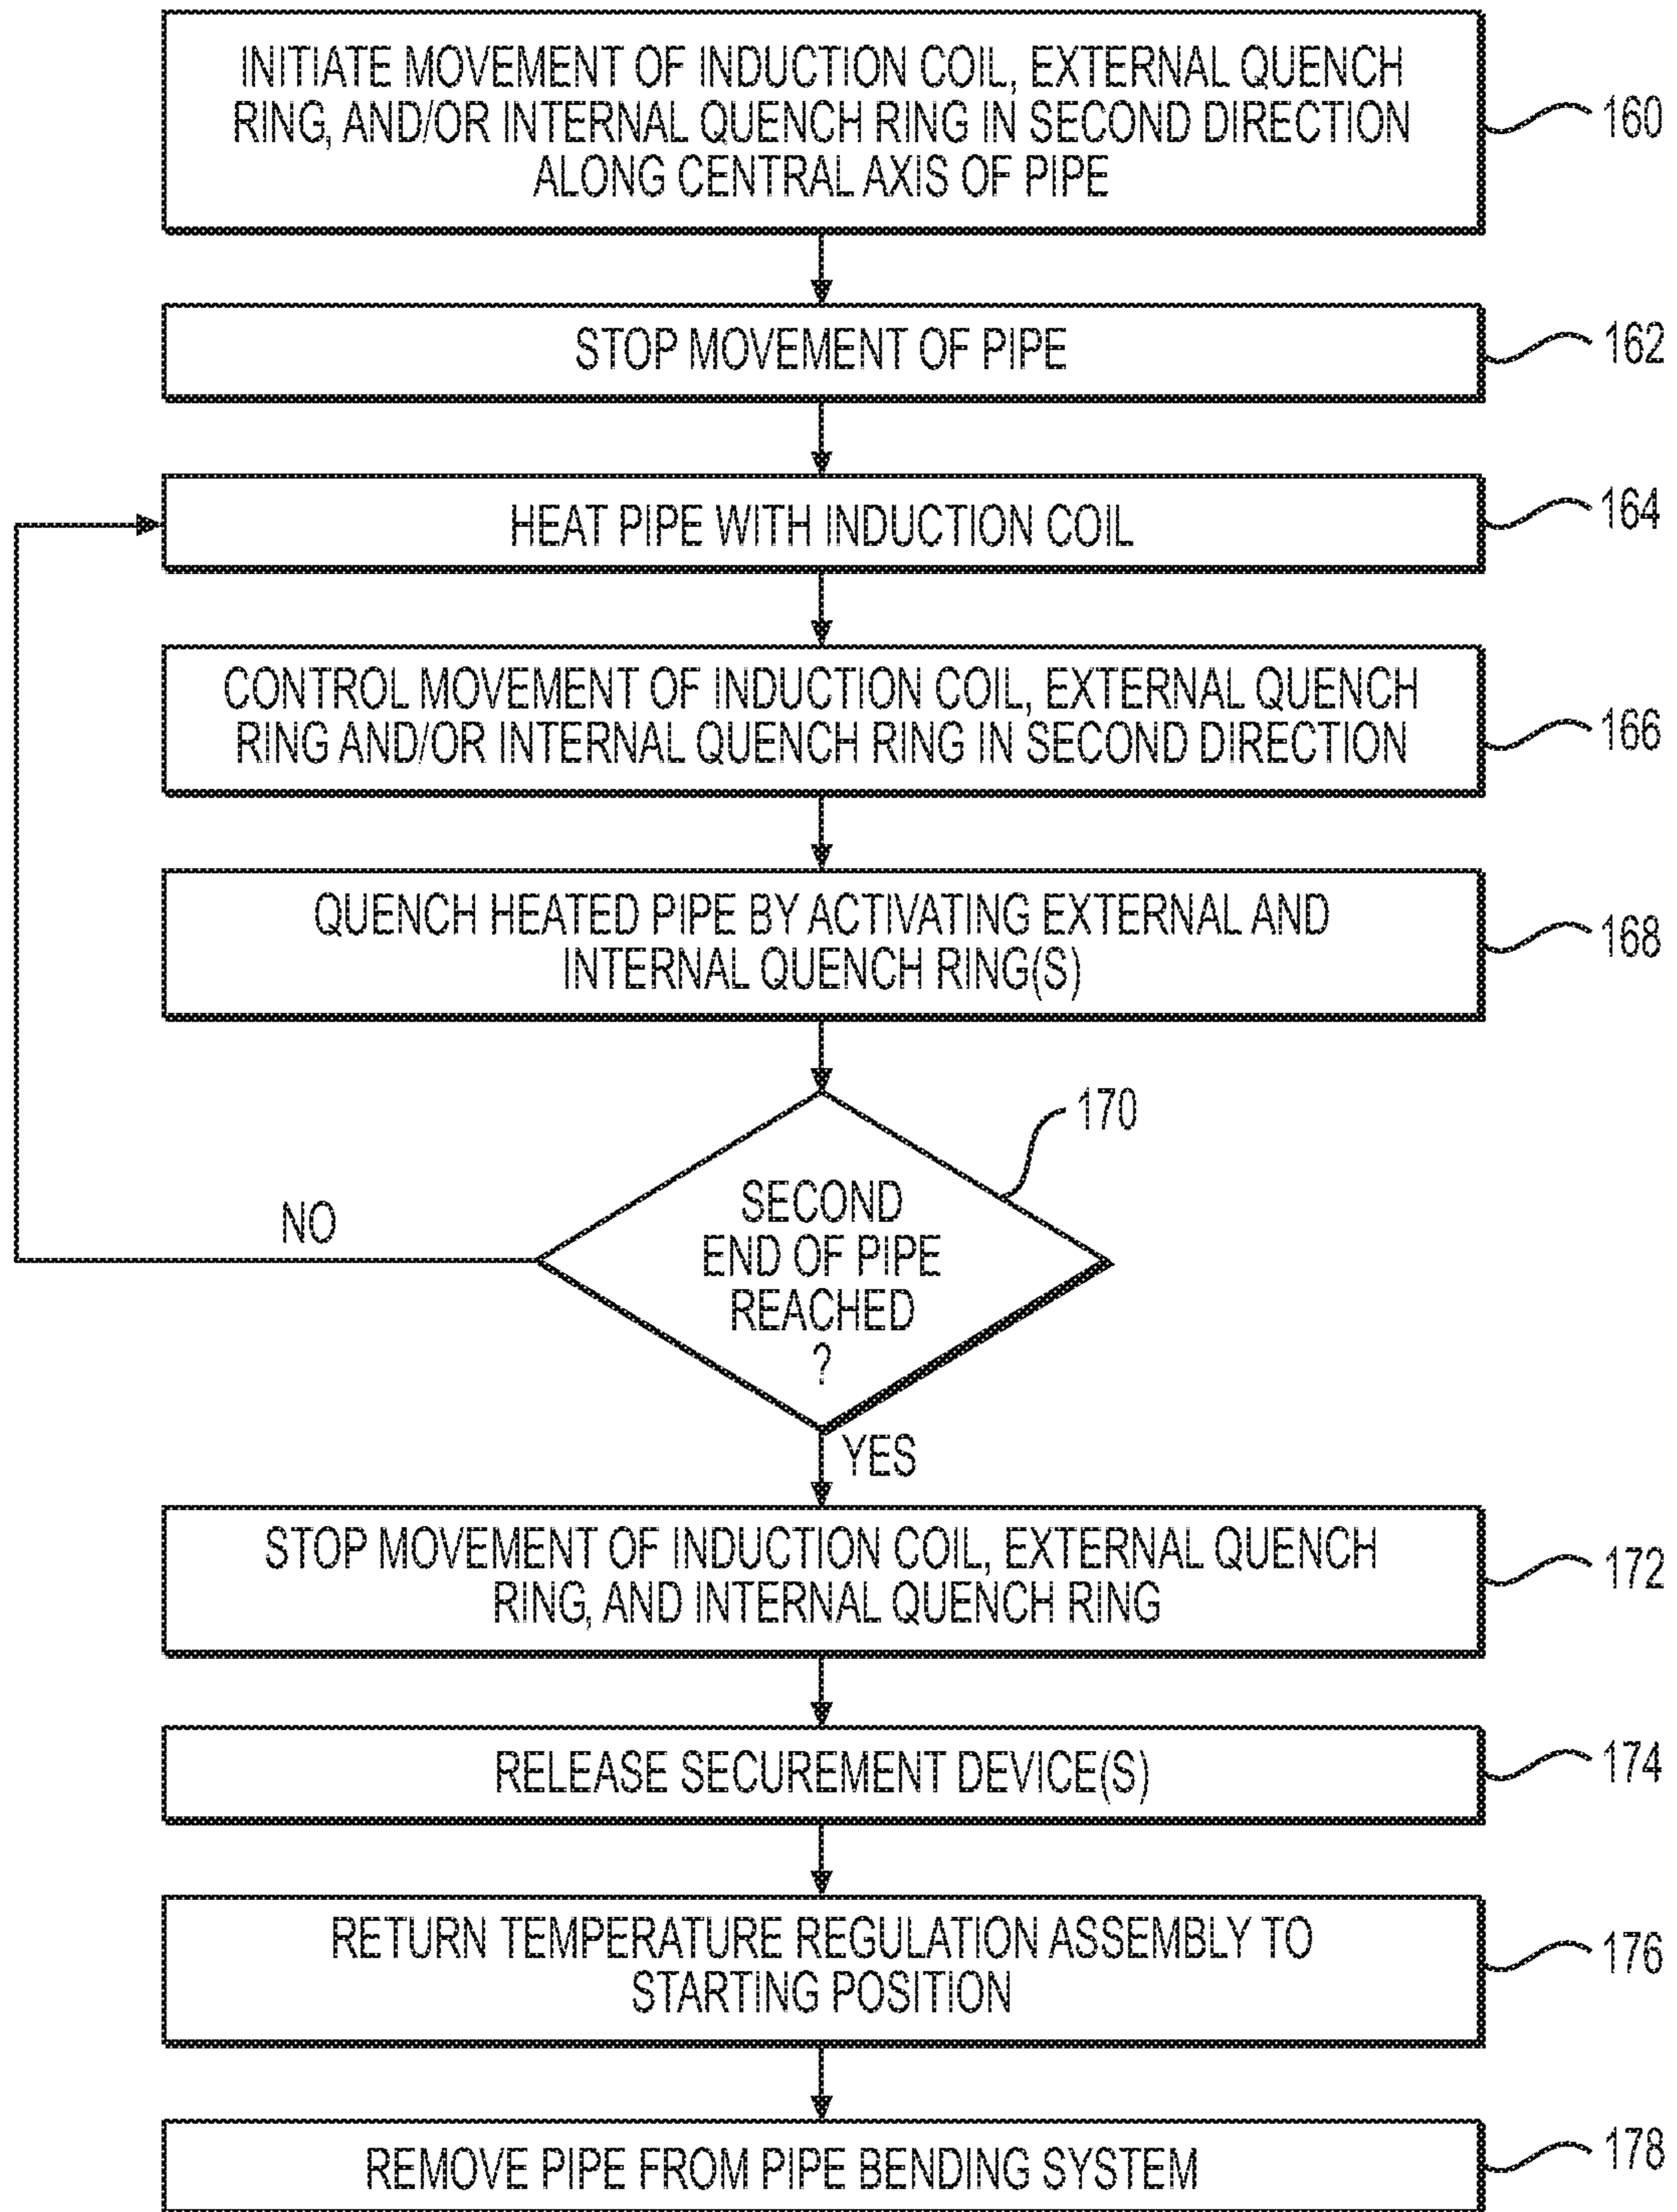 INITIATE MOVEMENT OF INDUCTION COIL, EXTERNAL QUENCH
RING, AND/OR INTERNAL QUENCH RING IN SECOND DIRECTION
ALONG CENTRAL AXIS OF PIPE
160
STOP MOVEMENT OF PIPE
162
HEAT PIPE WITH INDUCTION COIL
164
CONTROL MOVEMENT OF INDUCTION COIL, EXTERNAL QUENCH
RING AND/OR INTERNAL QUENCH RING IN SECOND DIRECTION
166
QUENCH HEATED PIPE BY ACTIVATING EXTERNAL AND
INTERNAL QUENCH RING(S)
168
170
NO
SECOND
END OF PIPE
REACHED
?
YES
STOP MOVEMENT OF INDUCTION COIL, EXTERNAL QUENCH
RING, AND INTERNAL QUENCH RING
172
RELEASE SECUREMENT DEVICE(S)
174
RETURN TEMPERATURE REGULATION ASSEMBLY TO
STARTING POSITION
176
REMOVE PIPE FROM PIPE BENDING SYSTEM
178